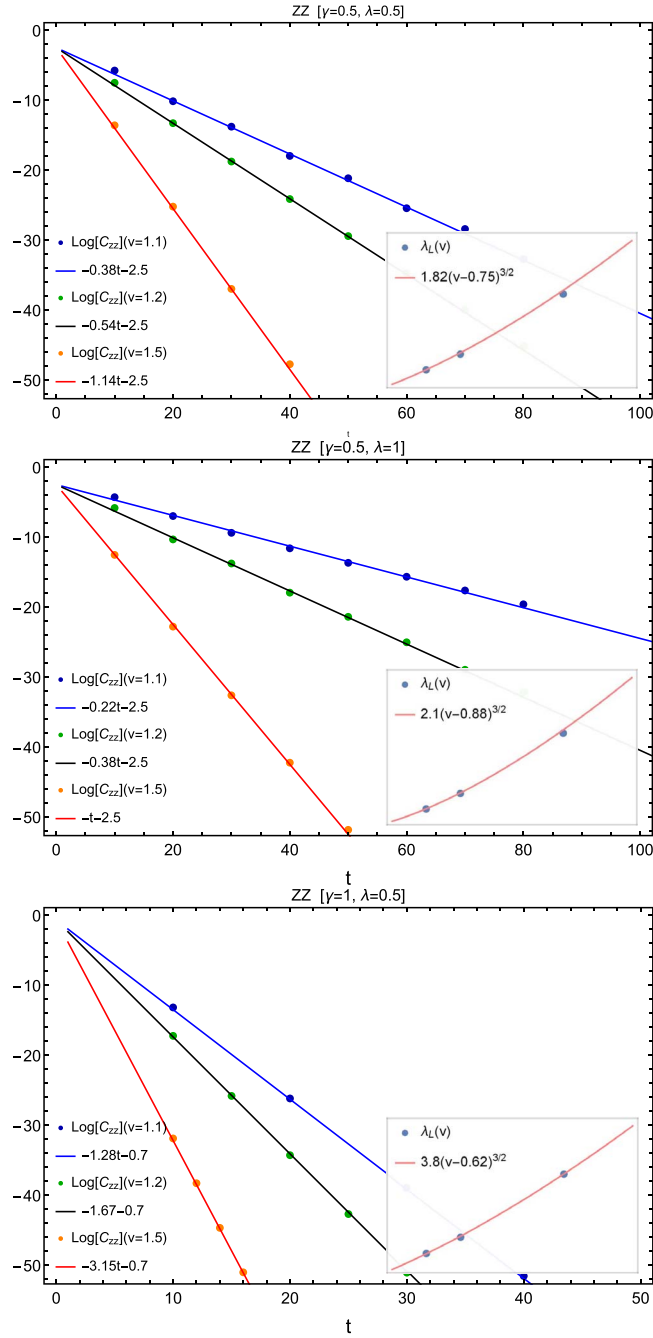 ZZ [γ=0.5, λ=0.5]
0
−10
−20
−30
−40
−50
Log[C_zz](v=1.1)
−0.38t−2.5
Log[C_zz](v=1.2)
−0.54t−2.5
Log[C_zz](v=1.5)
−1.14t−2.5
λ_L(v)
1.82(v−0.75)^3/2
0 20 40 60 80 100
t
ZZ [γ=0.5, λ=1]
0
−10
−20
−30
−40
−50
Log[C_zz](v=1.1)
−0.22t−2.5
Log[C_zz](v=1.2)
−0.38t−2.5
Log[C_zz](v=1.5)
−t−2.5
λ_L(v)
2.1(v−0.88)^3/2
0 20 40 60 80 100
t
ZZ [γ=1, λ=0.5]
0
−10
−20
−30
−40
−50
Log[C_zz](v=1.1)
−1.28t−0.7
Log[C_zz](v=1.2)
−1.67−0.7
Log[C_zz](v=1.5)
−3.15t−0.7
λ_L(v)
3.8(v−0.62)^3/2
0 10 20 30 40 50
t